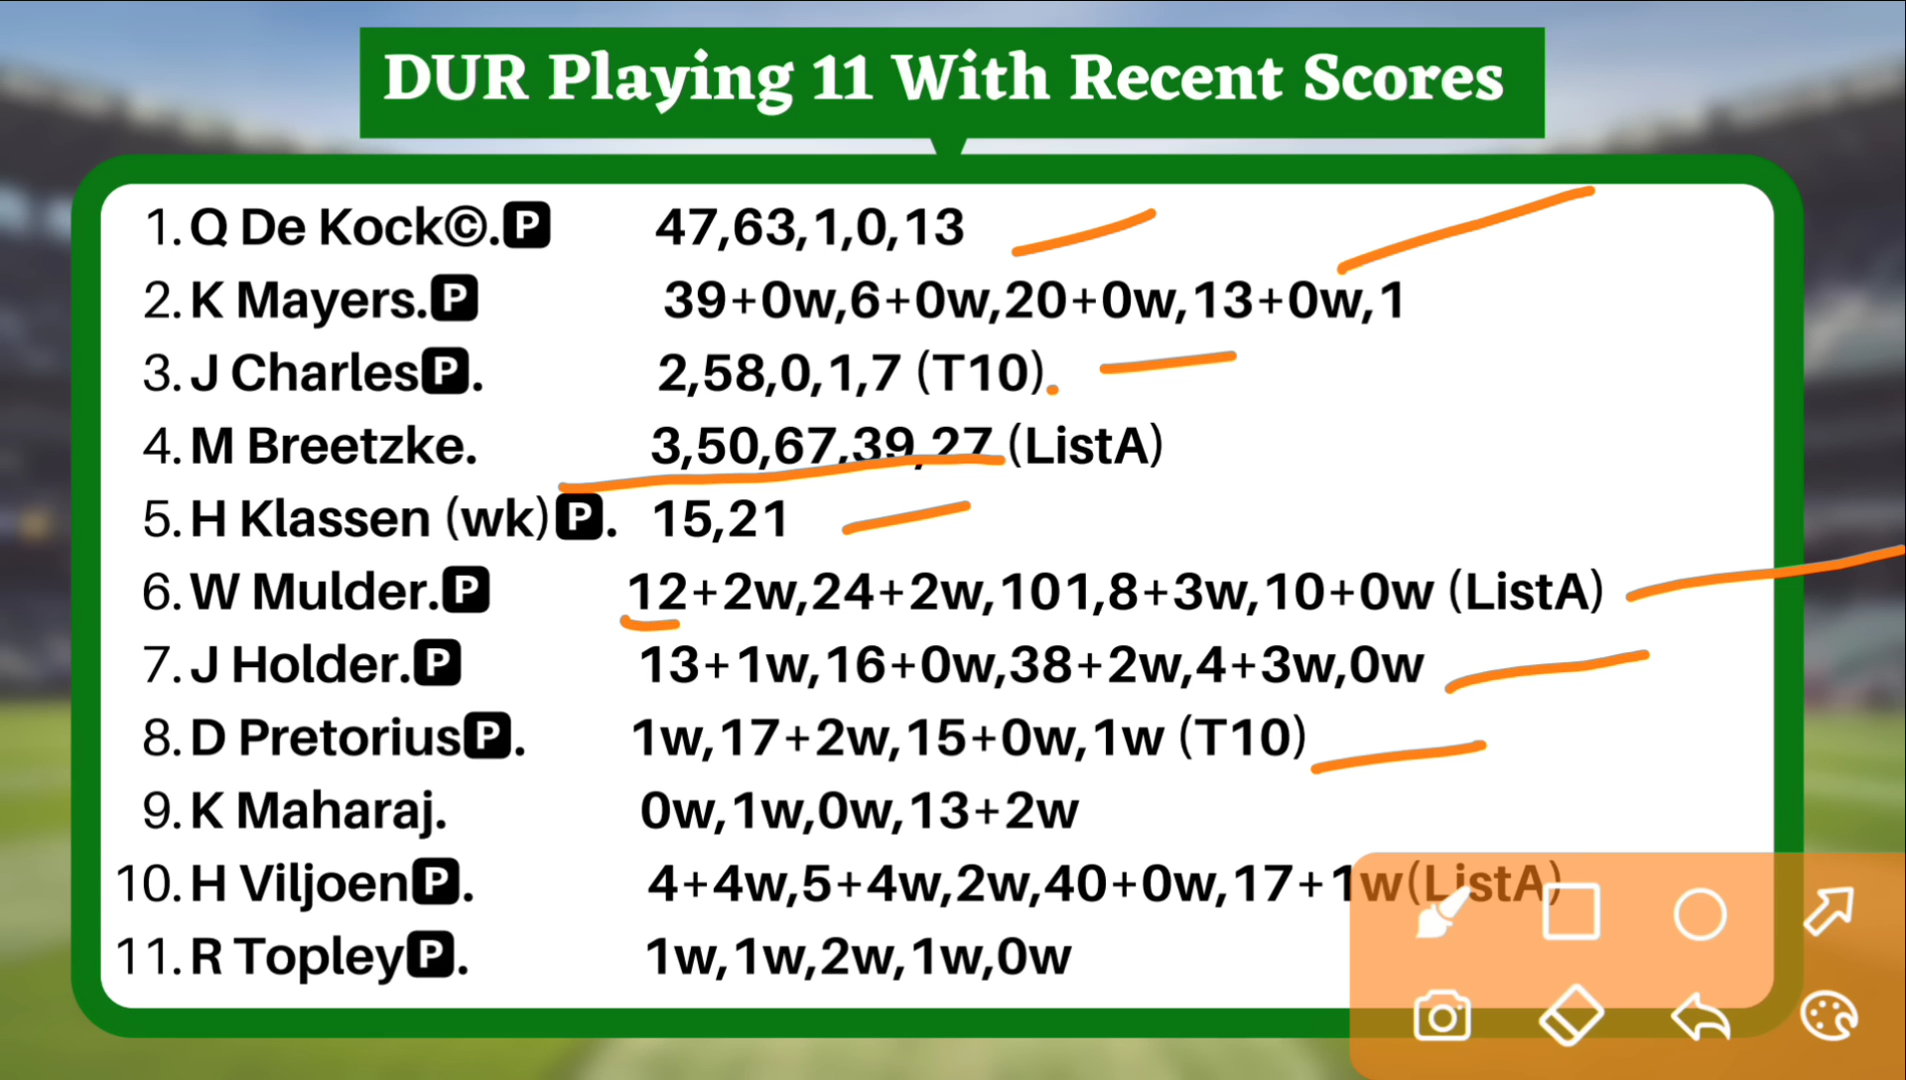 DUR Playing 11 With Recent Scores
1. Q De Kock©.🅿 47,63,1,0,13
2. K Mayers.🅿 39+0w,6+0w,20+0w,13+0w,1
3. J Charles🅿. 2,58,0,1,7 (T10).
4. M Breetzke. 3,50,67,39,27 (ListA)
5. H Klassen (wk)🅿. 15,21
6. W Mulder.🅿 12+2w,24+2w,101,8+3w,10+0w (ListA)
7. J Holder.🅿 13+1w,16+0w,38+2w,4+3w,0w
8. D Pretorius🅿. 1w,17+2w,15+0w,1w (T10)
9. K Maharaj. 0w,1w,0w,13+2w
10. H Viljoen🅿. 4+4w,5+4w,2w,40+0w,17+1w(ListA)
11. R Topley🅿. 1w,1w,2w,1w,0w